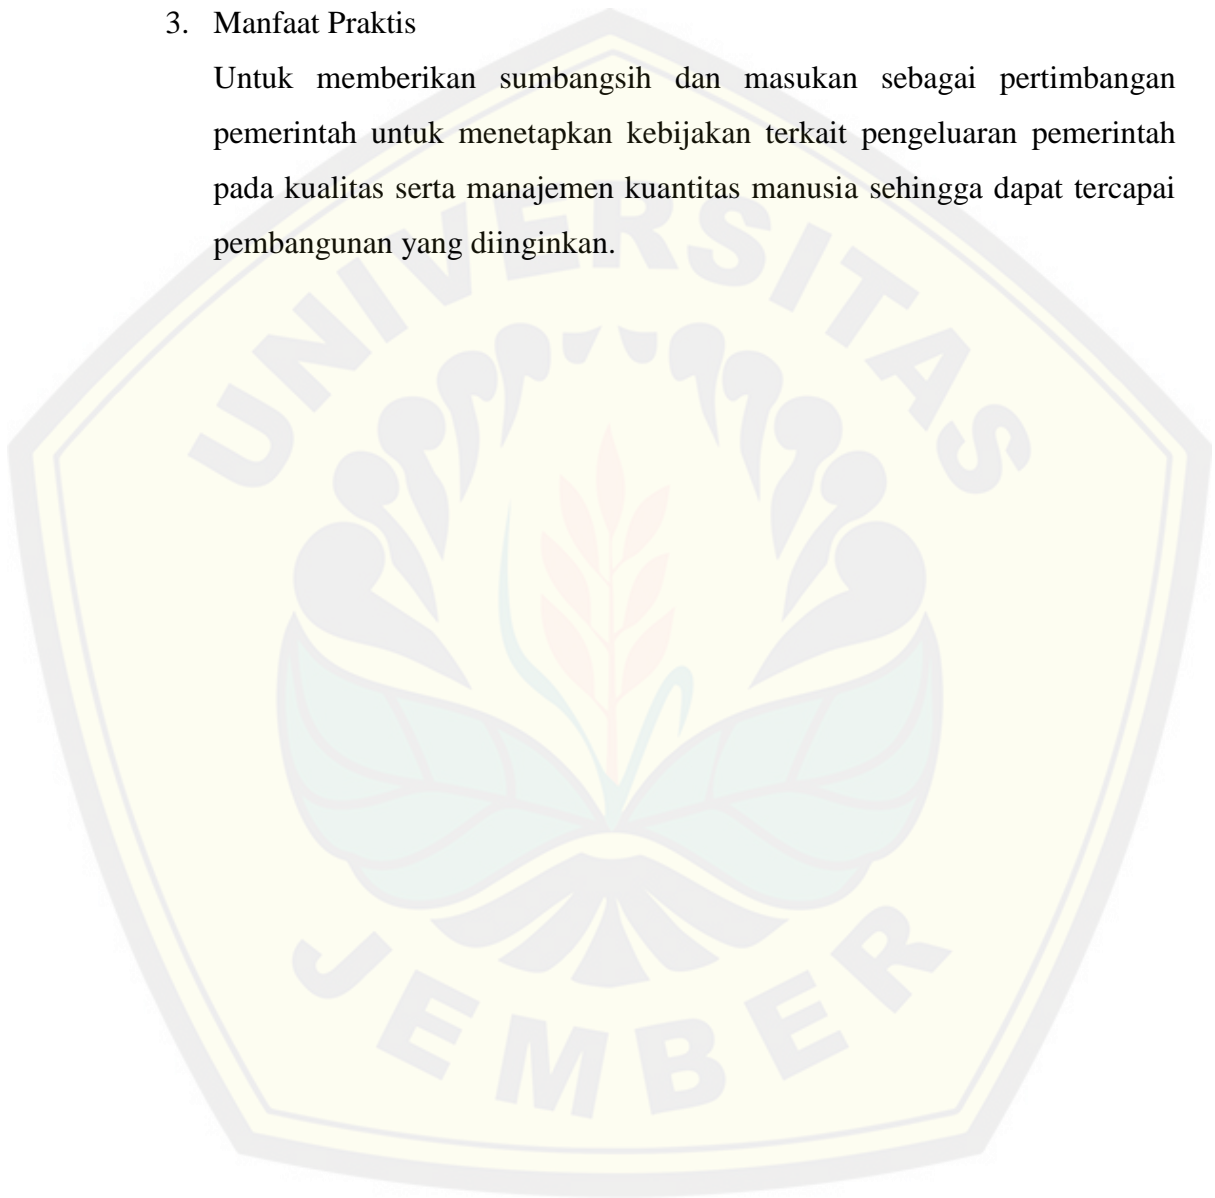 3. Manfaat Praktis
Untuk memberikan sumbangsih dan masukan sebagai pertimbangan
pemerintah untuk menetapkan kebijakan terkait pengeluaran pemerintah
pada kualitas serta manajemen kuantitas manusia sehingga dapat tercapai
pembangunan yang diinginkan.
UNIVERSITAS
JEMBER